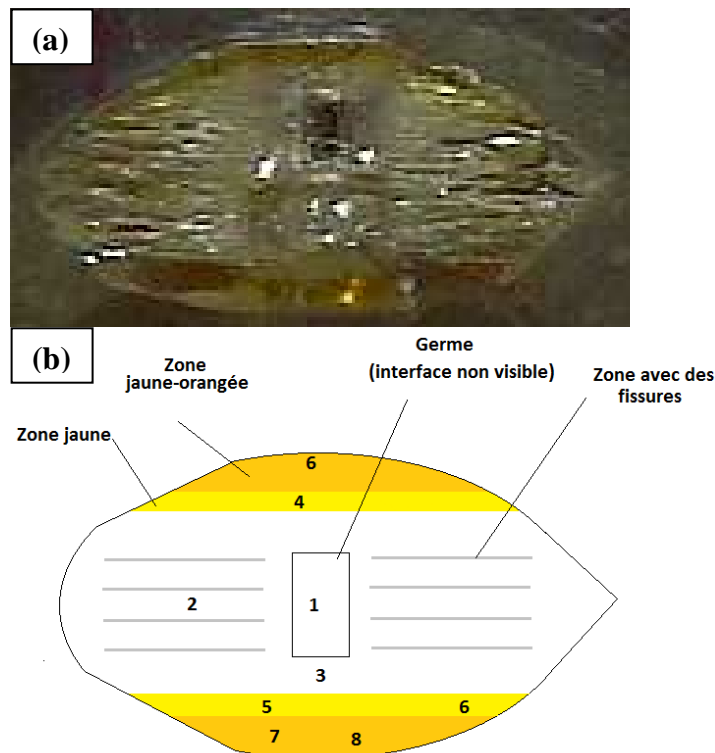 (a)
(b)
Germe
(interface non visible)
Zone
jaune-orangée
Zone avec des
fissures
Zone jaune
6
4
2
1
3
5
6
7
8